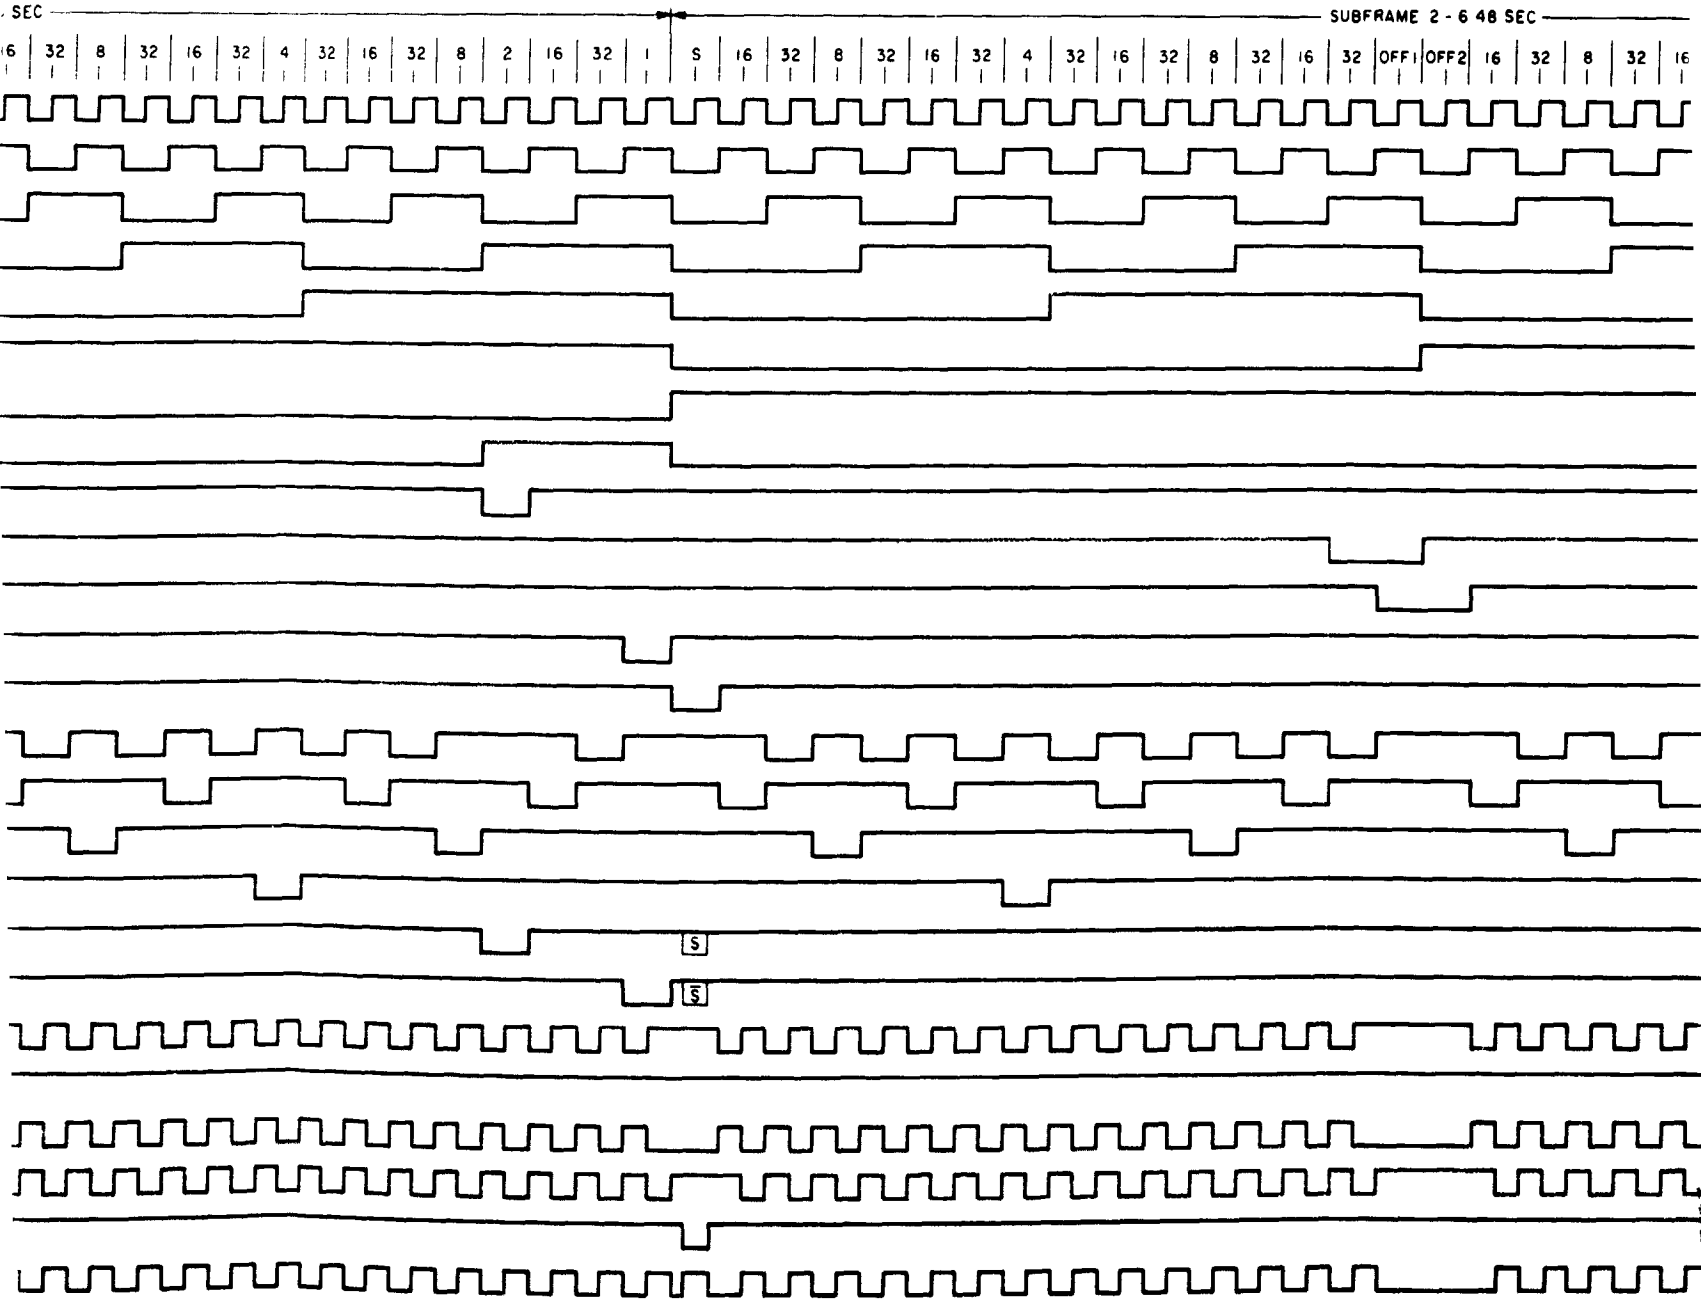 . SEC SUBFRAME 2 - 6 48 SEC
16 32 8 32 16 32 4 32 16 32 8 2 16 32 1 S 16 32 8 32 16 32 4 32 16 32 8 32 16 32 OFF1 OFF2 16 32 8 32 16
S
S̅